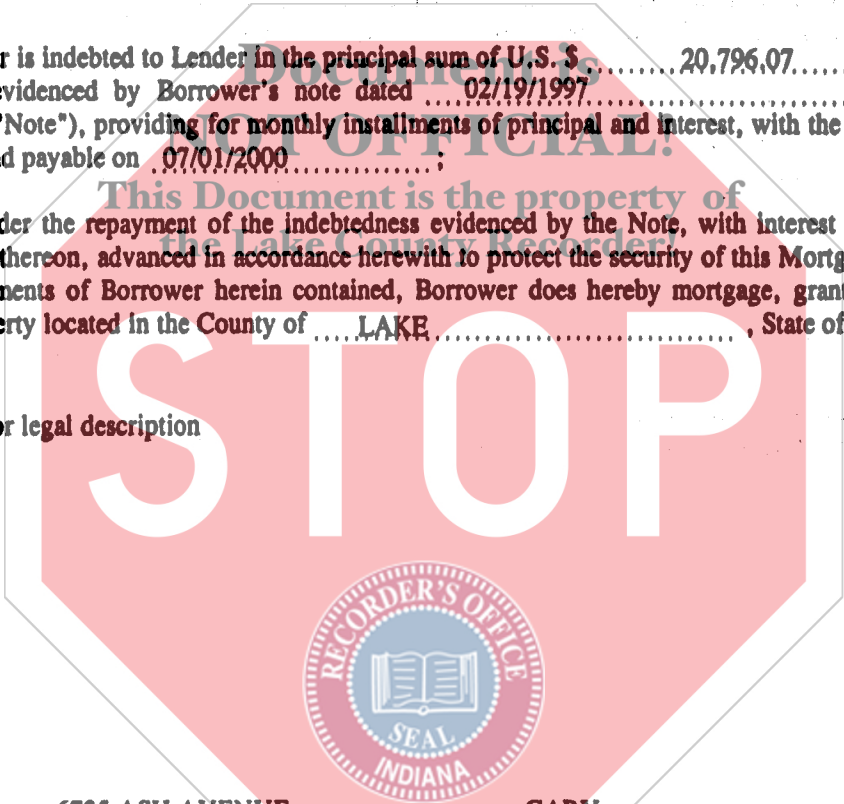 r is indebted to Lender in the principal sum of U.S. $ ........20,796.07......
Document is
evidenced by Borrower's note dated ....02/19/1997................................
"Note"), providing for monthly installments of principal and interest, with the
NOT OFFICIAL!
d payable on ..07/01/2000.....................;
This Document is the property of
der the repayment of the indebtedness evidenced by the Note, with interest
the Lake County Recorder!
thereon, advanced in accordance herewith to protect the security of this Mortg
nents of Borrower herein contained, Borrower does hereby mortgage, grant
erty located in the County of .....LAKE..................................... , State of
STOP
r legal description
RECORDER'S OFFICE
SEAL
INDIANA
ASH AVENUE GARY